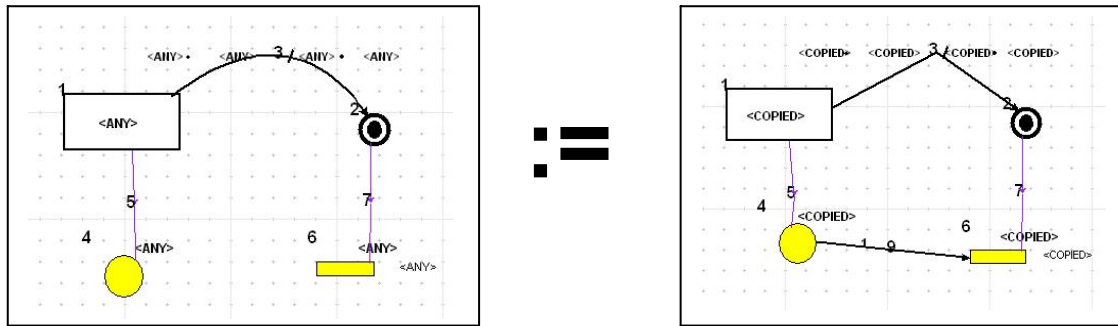 <ANY>• <ANY> 3 / <ANY>• <ANY>
1
2
<ANY>
5
7
4
6
<ANY>
<ANY>
<ANY>
:=
<COPIED>• <COPIED> 3 / <COPIED>• <COPIED>
1
2
<COPIED>
5
7
4
6
<COPIED>
<COPIED>
1 9
<COPIED>